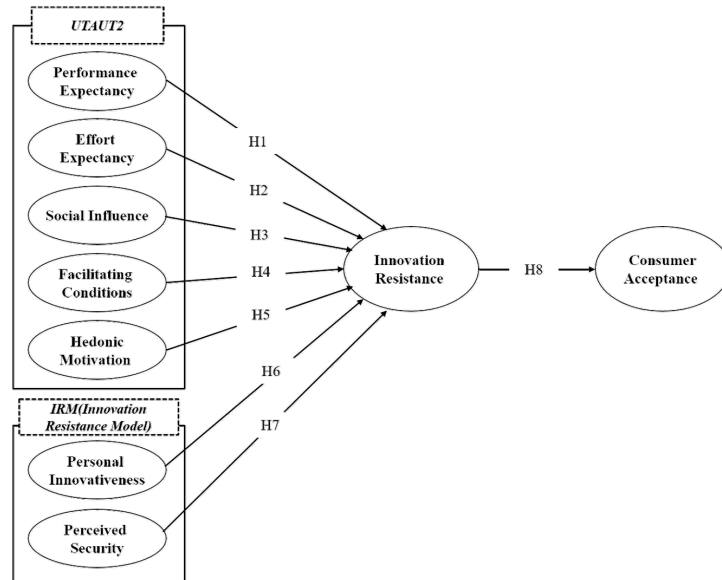 UTAUT2
Performance
Expectancy
Effort
Expectancy
Social Influence
Facilitating
Conditions
Hedonic
Motivation
IRM(Innovation
Resistance Model)
Personal
Innovativeness
Perceived
Security
H1
H2
H3
H4
H5
H6
H7
Innovation
Resistance
H8
Consumer
Acceptance